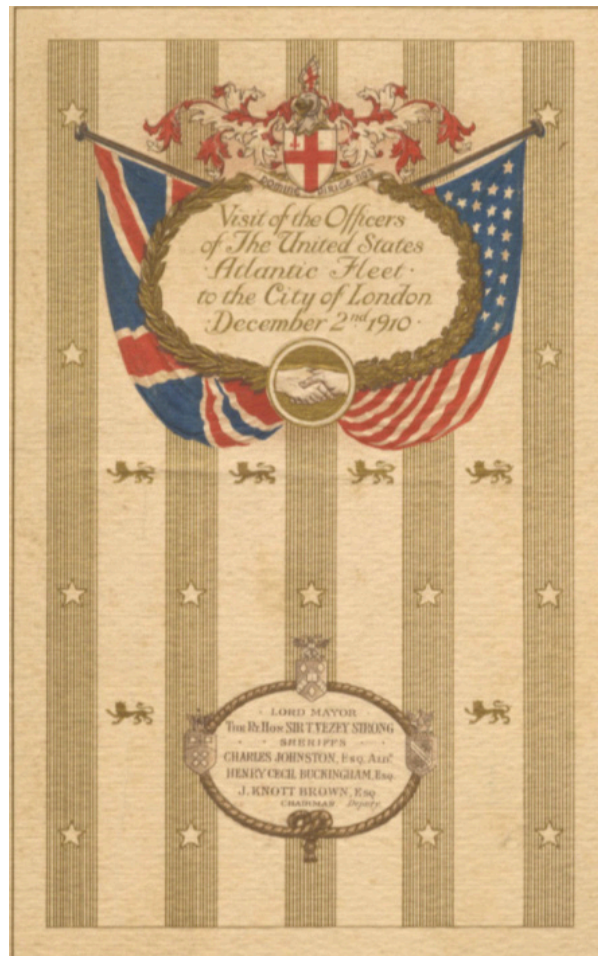 DOMINE DIRIGE NOS
Visit of the Officers
of The United States
· Atlantic Fleet ·
to the City of London
· December 2nd 1910 ·
· LORD MAYOR ·
THE RT HON SIR T. VEZEY STRONG
· SHERIFFS ·
CHARLES JOHNSTON, ESQ. ALDN.
HENRY CECIL BUCKINGHAM, ESQ.
J. KNOTT BROWN, ESQ
CHAIRMAN Deputy.